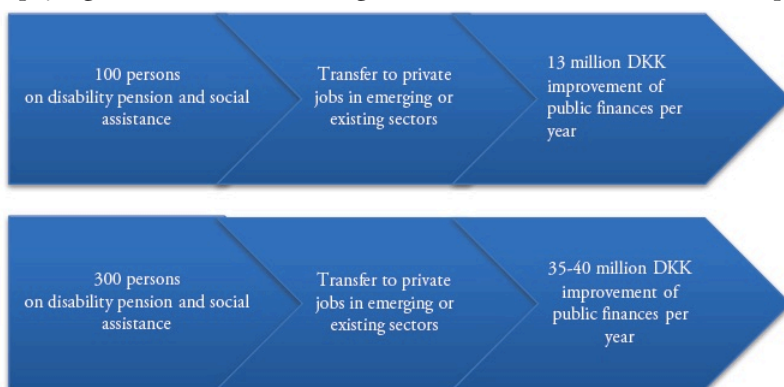 100 persons
on disability pension and social
assistance
Transfer to private
jobs in emerging or
existing sectors
13 million DKK
improvement of
public finances per
year
300 persons
on disability pension and social
assistance
Transfer to private
jobs in emerging or
existing sectors
35-40 million DKK
improvement of
public finances per
year